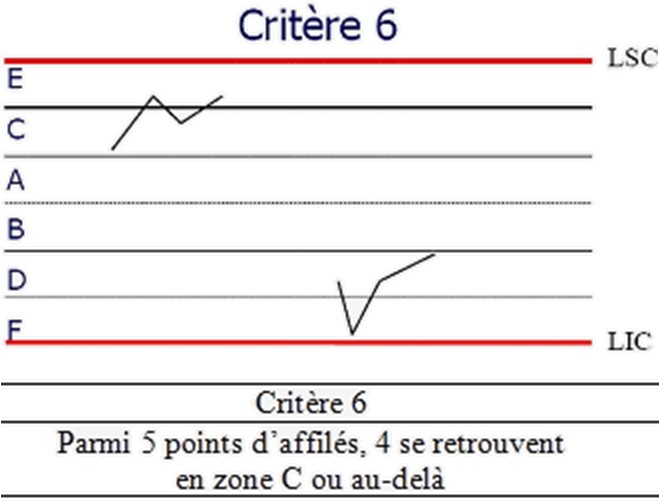 Critère 6
LSC
E
C
A
B
D
F
LIC
Critère 6
Parmi 5 points d’affilés, 4 se retrouvent
en zone C ou au-delà